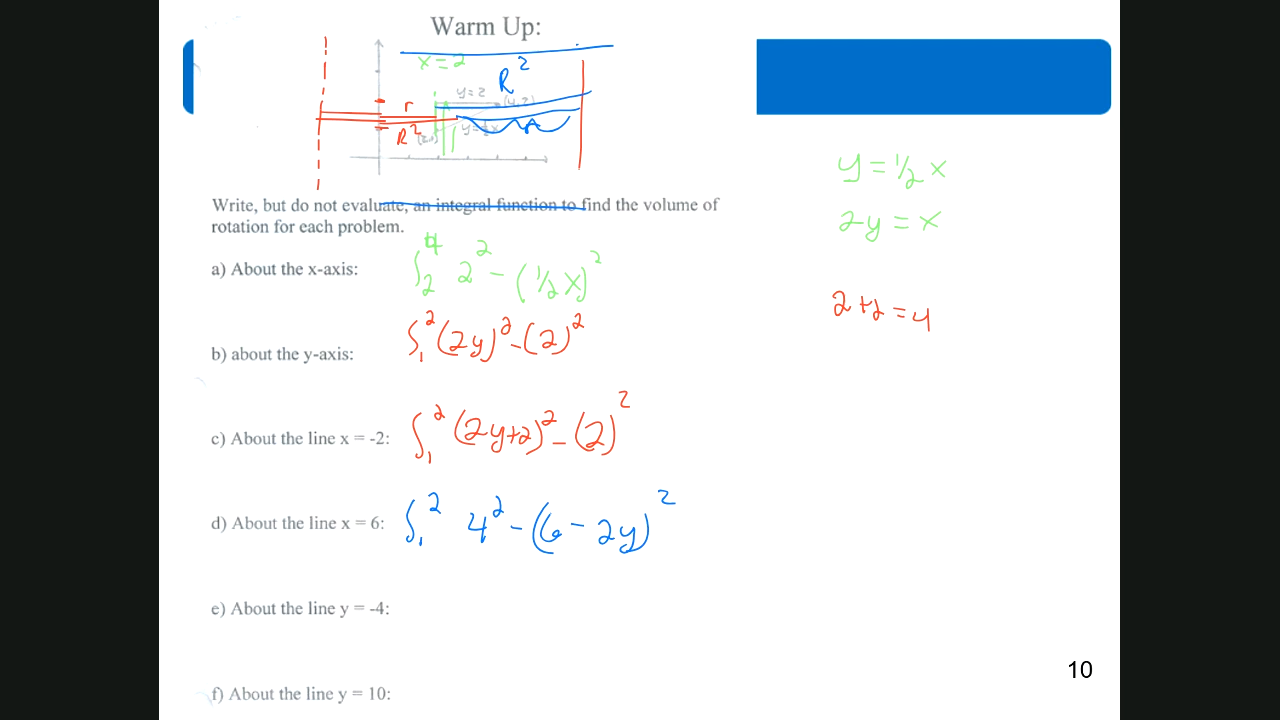 Warm Up:
x = 2
R²
y = 2
(4,2)
r
R²
y = ½x
Write, but do not evaluate, an integral function to find the volume of
rotation for each problem.
y = ½ x
2y = x
a) About the x-axis: ∫₂⁴ 2² - (½x)²
2+2 = 4
b) about the y-axis: ∫₁² (2y)² - (2)²
c) About the line x = -2: ∫₁² (2y+2)² - (2)²
d) About the line x = 6: ∫₁² 4² - (6 - 2y)²
e) About the line y = -4:
f) About the line y = 10:
10